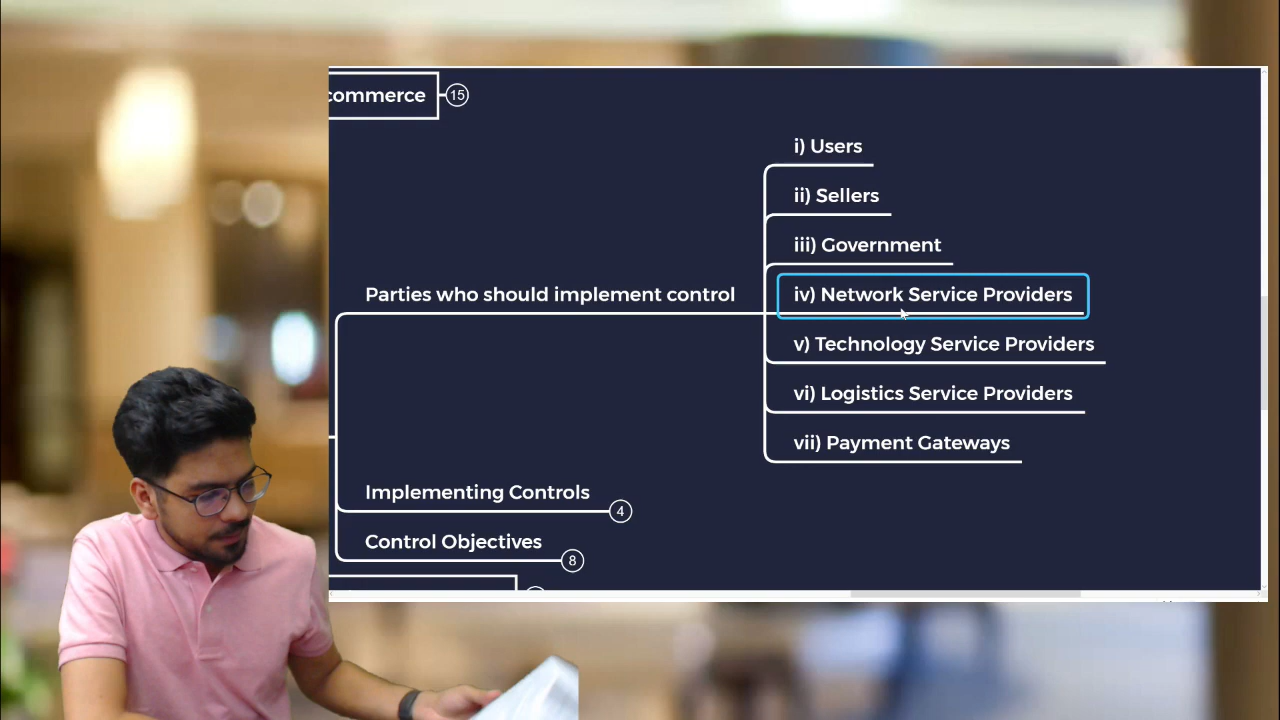 commerce
15
i) Users
ii) Sellers
iii) Government
Parties who should implement control
iv) Network Service Providers
v) Technology Service Providers
vi) Logistics Service Providers
vii) Payment Gateways
Implementing Controls
4
Control Objectives
8